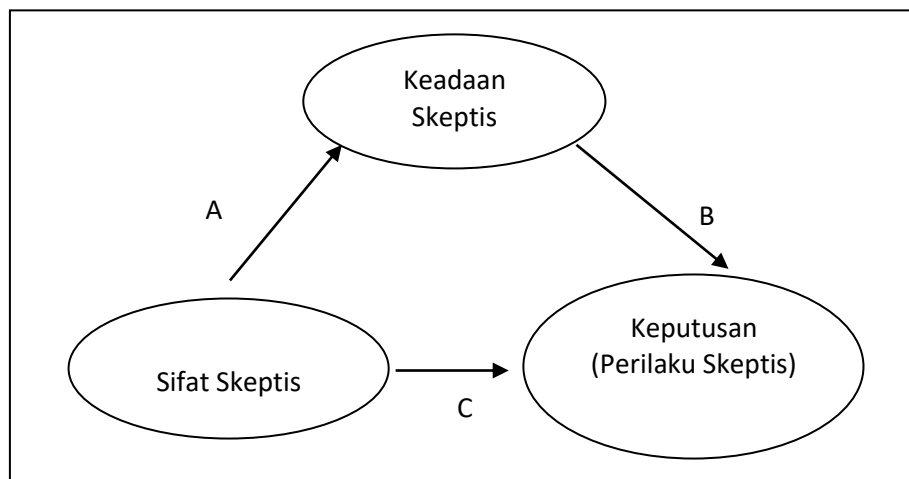 Keadaan
Skeptis
A
B
Keputusan
(Perilaku Skeptis)
Sifat Skeptis
C